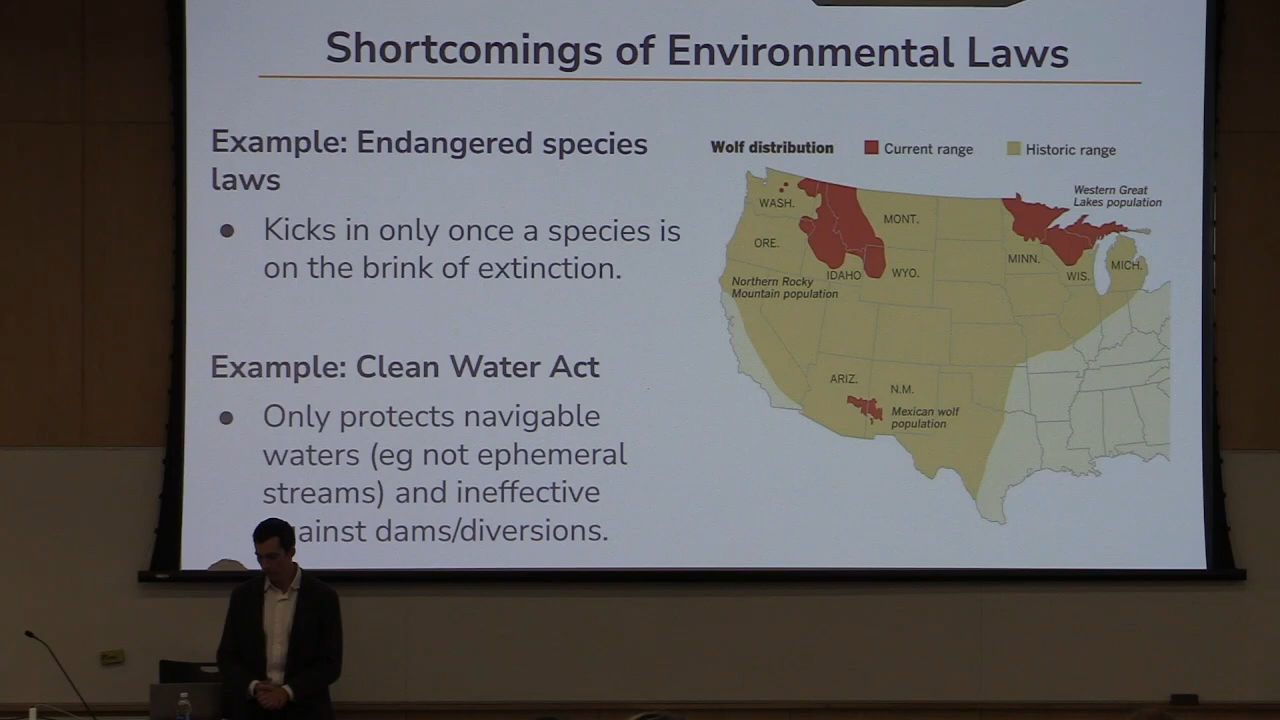 Shortcomings of Environmental Laws
Example: Endangered species
laws
● Kicks in only once a species is
on the brink of extinction.
Example: Clean Water Act
● Only protects navigable
waters (eg not ephemeral
streams) and ineffective
dams/diversions.
Wolf distribution
Current range
Historic range
Western Great
Lakes population
WASH.
MONT.
ORE.
MINN.
MICH.
IDAHO
WYO.
WIS.
Northern Rocky
Mountain population
ARIZ.
N.M.
Mexican wolf
population